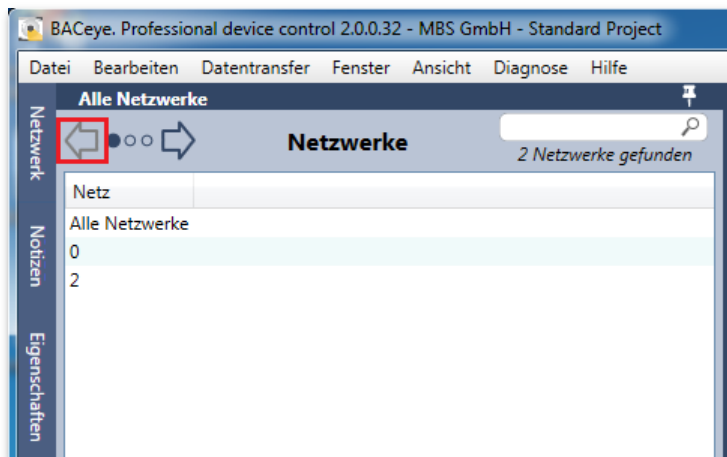 BACeye. Professional device control 2.0.0.32 - MBS GmbH - Standard Project
Datei Bearbeiten Datentransfer Fenster Ansicht Diagnose Hilfe
Alle Netzwerke
Netzwerke
2 Netzwerke gefunden
Netz
Alle Netzwerke
0
2
Netzwerk
Notizen
Eigenschaften